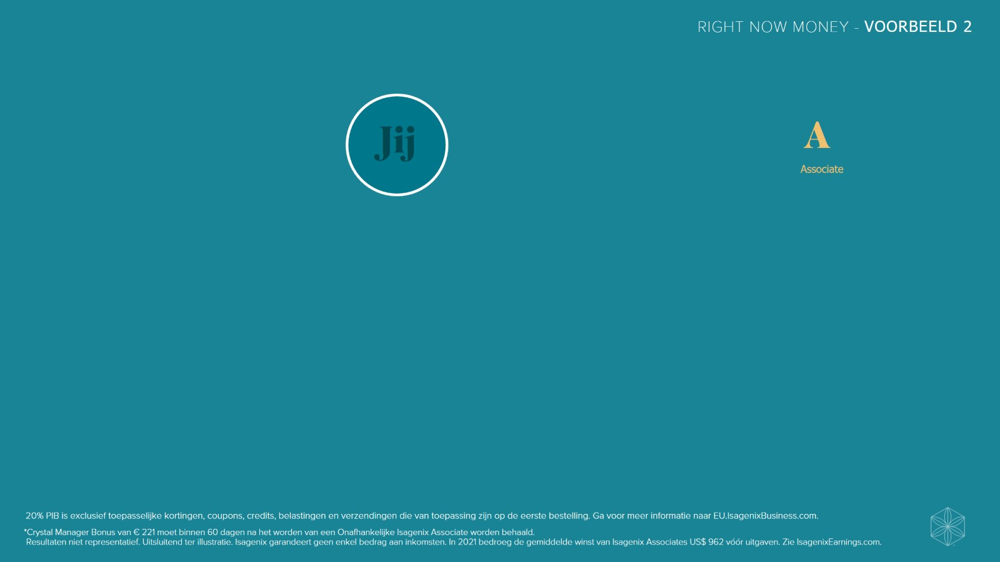 RIGHT NOW MONEY - VOORBEELD 2
Jij
A
Associate
20% PIB is exclusief toepasselijke kortingen, coupons, credits, belastingen en verzendingen die van toepassing zijn op de eerste bestelling. Ga voor meer informatie naar EU.IsagenixBusiness.com.
*Crystal Manager Bonus van € 221 moet binnen 60 dagen na het worden van een Onafhankelijke Isagenix Associate worden behaald.
Resultaten niet representatief. Uitsluitend ter illustratie. Isagenix garandeert geen enkel bedrag aan inkomsten. In 2021 bedroeg de gemiddelde winst van Isagenix Associates US$ 962 vóór uitgaven. Zie IsagenixEarnings.com.